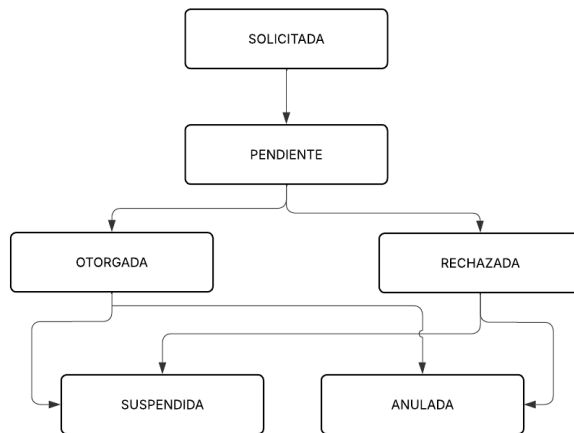 SOLICITADA
PENDIENTE
OTORGADA
RECHAZADA
SUSPENDIDA
ANULADA